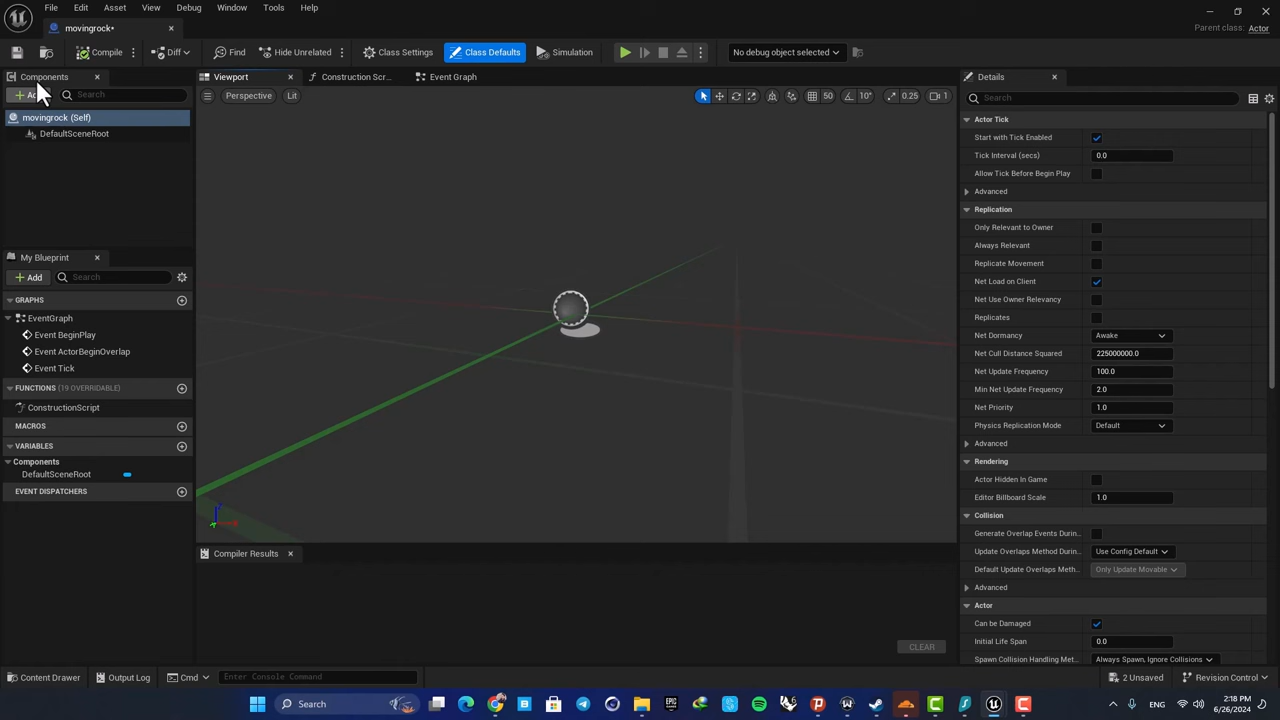 File Edit Asset View Debug Window Tools Help
movingrock*
Parent class: Actor
Compile Diff Find Hide Unrelated Class Settings Class Defaults Simulation No debug object selected
Components
Search
movingrock (Self)
DefaultSceneRoot
My Blueprint
Add Search
GRAPHS
EventGraph
Event BeginPlay
Event ActorBeginOverlap
Event Tick
FUNCTIONS (19 OVERRIDABLE)
ConstructionScript
MACROS
VARIABLES
Components
DefaultSceneRoot
EVENT DISPATCHERS
Viewport Construction Scr... Event Graph
Perspective Lit 50 10° 0.25 1
Compiler Results
CLEAR
Details
Search
Actor Tick
Start with Tick Enabled
Tick Interval (secs) 0.0
Allow Tick Before Begin Play
Advanced
Replication
Only Relevant to Owner
Always Relevant
Replicate Movement
Net Load on Client
Net Use Owner Relevancy
Replicates
Net Dormancy Awake
Net Cull Distance Squared 225000000.0
Net Update Frequency 100.0
Min Net Update Frequency 2.0
Net Priority 1.0
Physics Replication Mode Default
Advanced
Rendering
Actor Hidden In Game
Editor Billboard Scale 1.0
Collision
Generate Overlap Events Durin...
Update Overlaps Method Durin... Use Config Default
Default Update Overlaps Meth... Only Update Movable
Advanced
Actor
Can be Damaged
Initial Life Span 0.0
Spawn Collision Handling Met... Always Spawn, Ignore Collisions
Content Drawer Output Log Cmd Enter Console Command 2 Unsaved Revision Control
Search
2:18 PM
6/26/2024